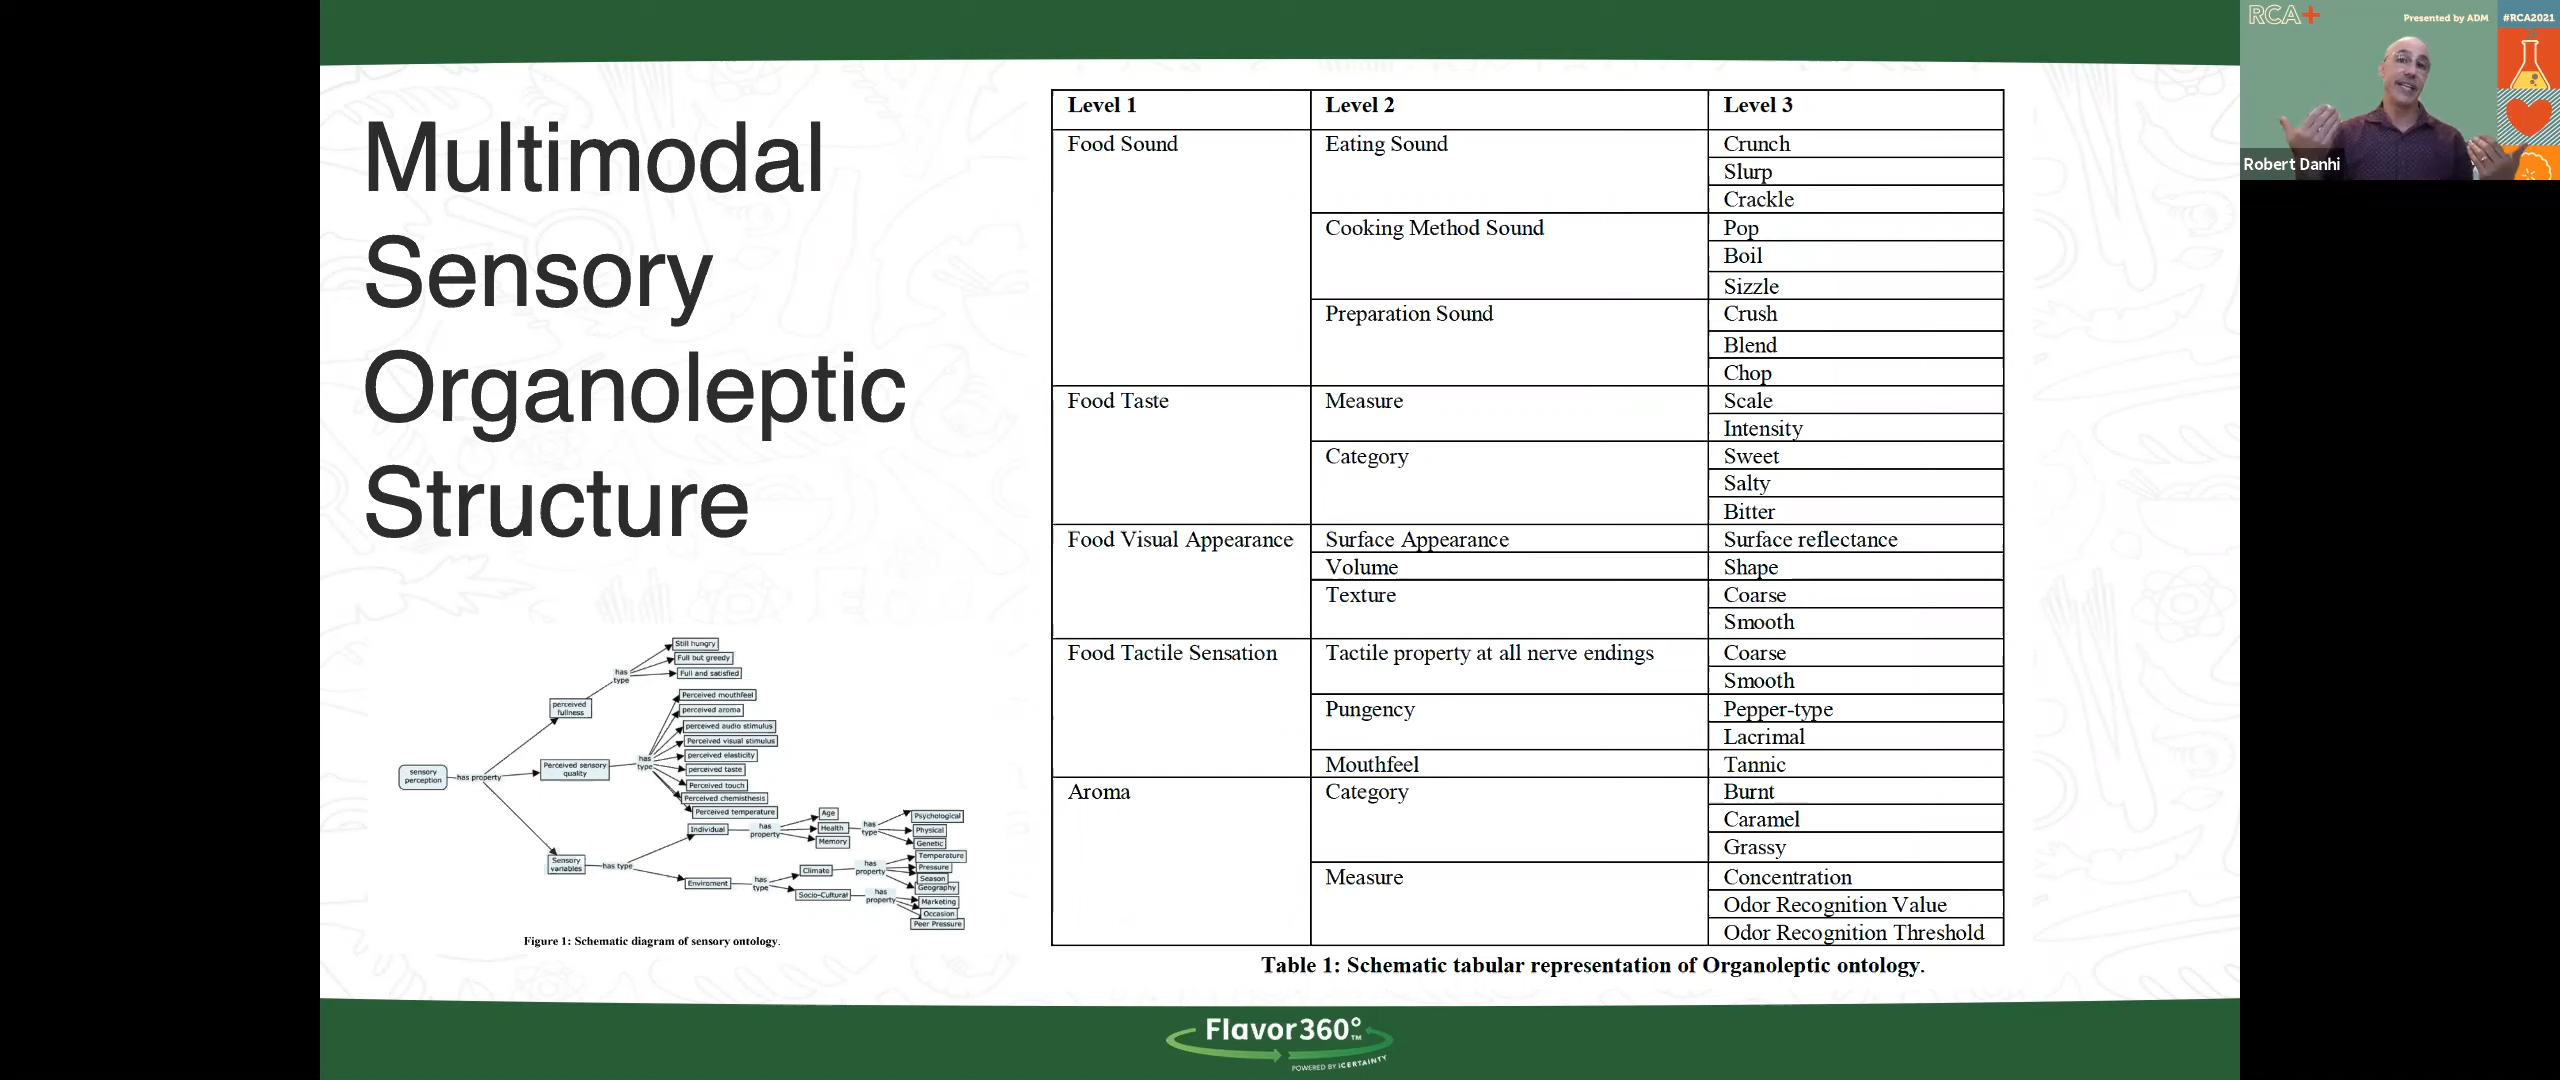 Multimodal
Sensory
Organoleptic
Structure
Still hungry
Full but greedy
Full and satisfied
has
type
perceived
fullness
Perceived mouthfeel
perceived aroma
perceived audio stimulus
Perceived visual stimulus
perceived elasticity
perceived taste
Perceived touch
Perceived chemisthesis
Perceived temperature
has
type
Perceived sensory
quality
sensory
perception
has property
Sensory
variables
has type
Individual
has
property
Age
Health
Memory
has
type
Psychological
Physical
Genetic
Enviroment
has
type
Climate
has
property
Temperature
Pressure
Season
Geography
Socio-Cultural
has
property
Marketing
Occasion
Peer Pressure
Figure 1: Schematic diagram of sensory ontology.
Level 1 Level 2 Level 3
Food Sound Eating Sound Crunch
Slurp
Crackle
Cooking Method Sound Pop
Boil
Sizzle
Preparation Sound Crush
Blend
Chop
Food Taste Measure Scale
Intensity
Category Sweet
Salty
Bitter
Food Visual Appearance Surface Appearance Surface reflectance
Volume Shape
Texture Coarse
Smooth
Food Tactile Sensation Tactile property at all nerve endings Coarse
Smooth
Pungency Pepper-type
Lacrimal
Mouthfeel Tannic
Aroma Category Burnt
Caramel
Grassy
Measure Concentration
Odor Recognition Value
Odor Recognition Threshold
Table 1: Schematic tabular representation of Organoleptic ontology.
RCA+
Presented by ADM #RCA2021
Robert Danhi
Flavor360°™
POWERED BY iCERTAINTY